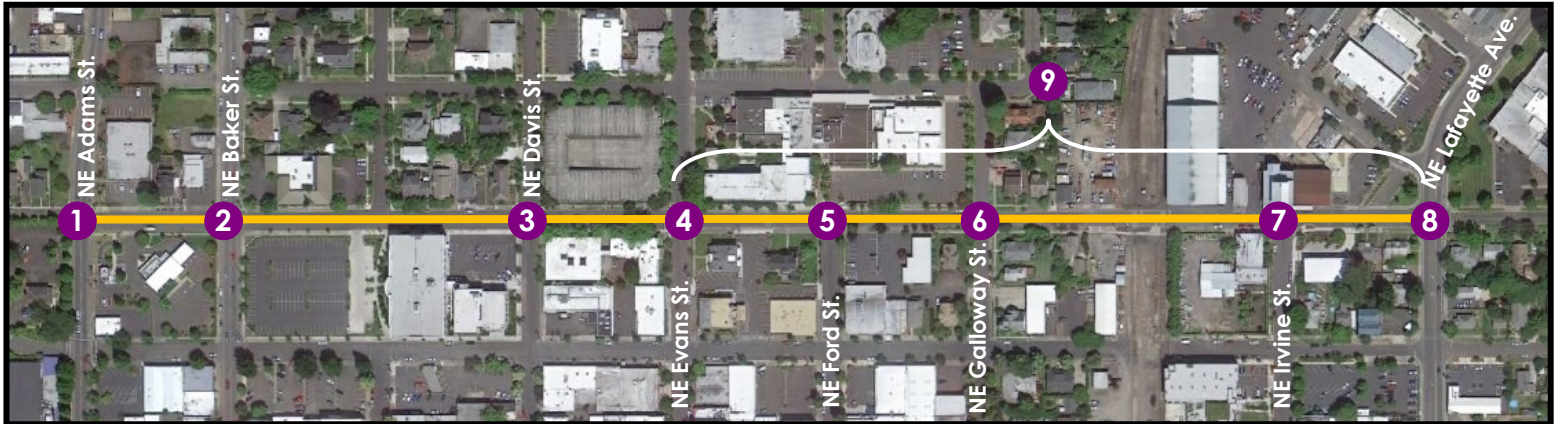 9
NE Adams St.
NE Baker St.
NE Davis St.
NE Lafayette Ave.
1
2
3
4
5
6
7
8
NE Evans St.
NE Ford St.
NE Galloway St.
NE Irvine St.